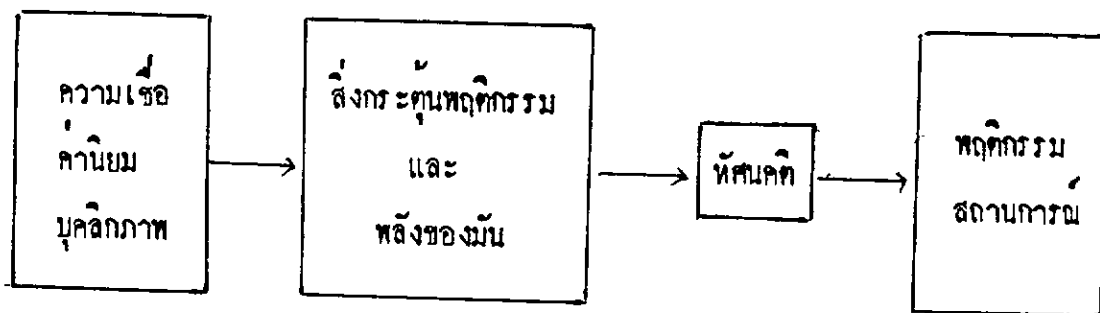 ความเชื่อ
ค่านิยม
บุคลิกภาพ
สิ่งกระตุ้นพฤติกรรม
และ
พลังของมัน
ทัศนคติ
พฤติกรรม
สถานการณ์